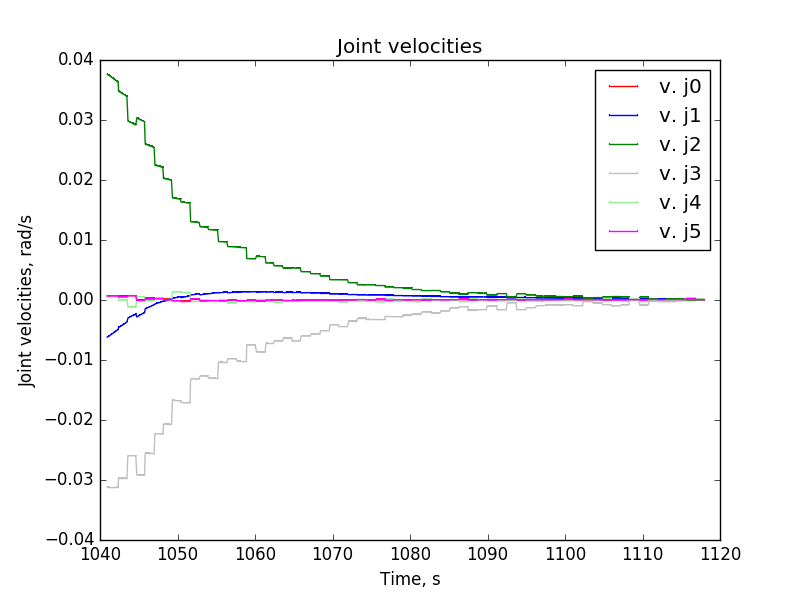 Joint velocities
0.04
0.03
0.02
0.01
0.00
−0.01
−0.02
−0.03
−0.04
Joint velocities, rad/s
v. j0
v. j1
v. j2
v. j3
v. j4
v. j5
1040 1050 1060 1070 1080 1090 1100 1110 1120
Time, s